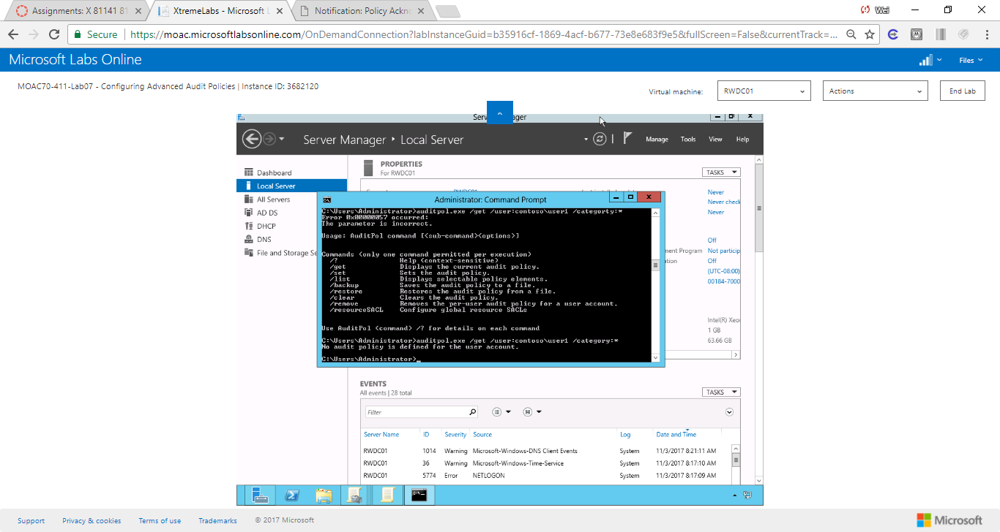 Assignments: X 81141 81
XtremeLabs - Microsoft L
Notification: Policy Ackno
Wei
Secure
https://moac.microsoftlabsonline.com/OnDemandConnection?labInstanceGuid=b35916cf-1869-4acf-b677-73e8e683f9e5&fullScreen=False&currentTrack=...
Microsoft Labs Online
Files
MOAC70-411-Lab07 - Configuring Advanced Audit Policies | Instance ID: 3682120
Virtual machine:
RWDC01
Actions
End Lab
Server Manager ‣ Local Server
Manage Tools View Help
Dashboard
Local Server
All Servers
AD DS
DHCP
DNS
File and Storage Se
PROPERTIES
For RWDC01
TASKS
Never
Never check
Never
Off
ment Program Not particip
Off
(UTC-08:00)
00184-7000
Intel(R) Xeo
1 GB
63.66 GB
Administrator: Command Prompt
C:\Users\Administrator>auditpol.exe /get /user:contoso\user1 /categorty:*
Error 0x00000057 occurred:
The parameter is incorrect.
Usage: AuditPol command [<sub-command><options>]
Commands (only one command permitted per execution)
/? Help (context-sensitive)
/get Displays the current audit policy.
/set Sets the audit policy.
/list Displays selectable policy elements.
/backup Saves the audit policy to a file.
/restore Restores the audit policy from a file.
/clear Clears the audit policy.
/remove Removes the per-user audit policy for a user account.
/resourceSACL Configure global resource SACLs
Use AuditPol <command> /? for details on each command
C:\Users\Administrator>auditpol.exe /get /user:contoso\user1 /category:*
No audit policy is defined for the user account.
C:\Users\Administrator>_
EVENTS
All events | 28 total
TASKS
Filter
Server Name ID Severity Source Log Date and Time
RWDC01 1014 Warning Microsoft-Windows-DNS Client Events System 11/3/2017 8:21:11 AM
RWDC01 36 Warning Microsoft-Windows-Time-Service System 11/3/2017 8:17:10 AM
RWDC01 5774 Error NETLOGON System 11/3/2017 8:17:09 AM
Support Privacy & cookies Terms of use Trademarks © 2017 Microsoft
Microsoft